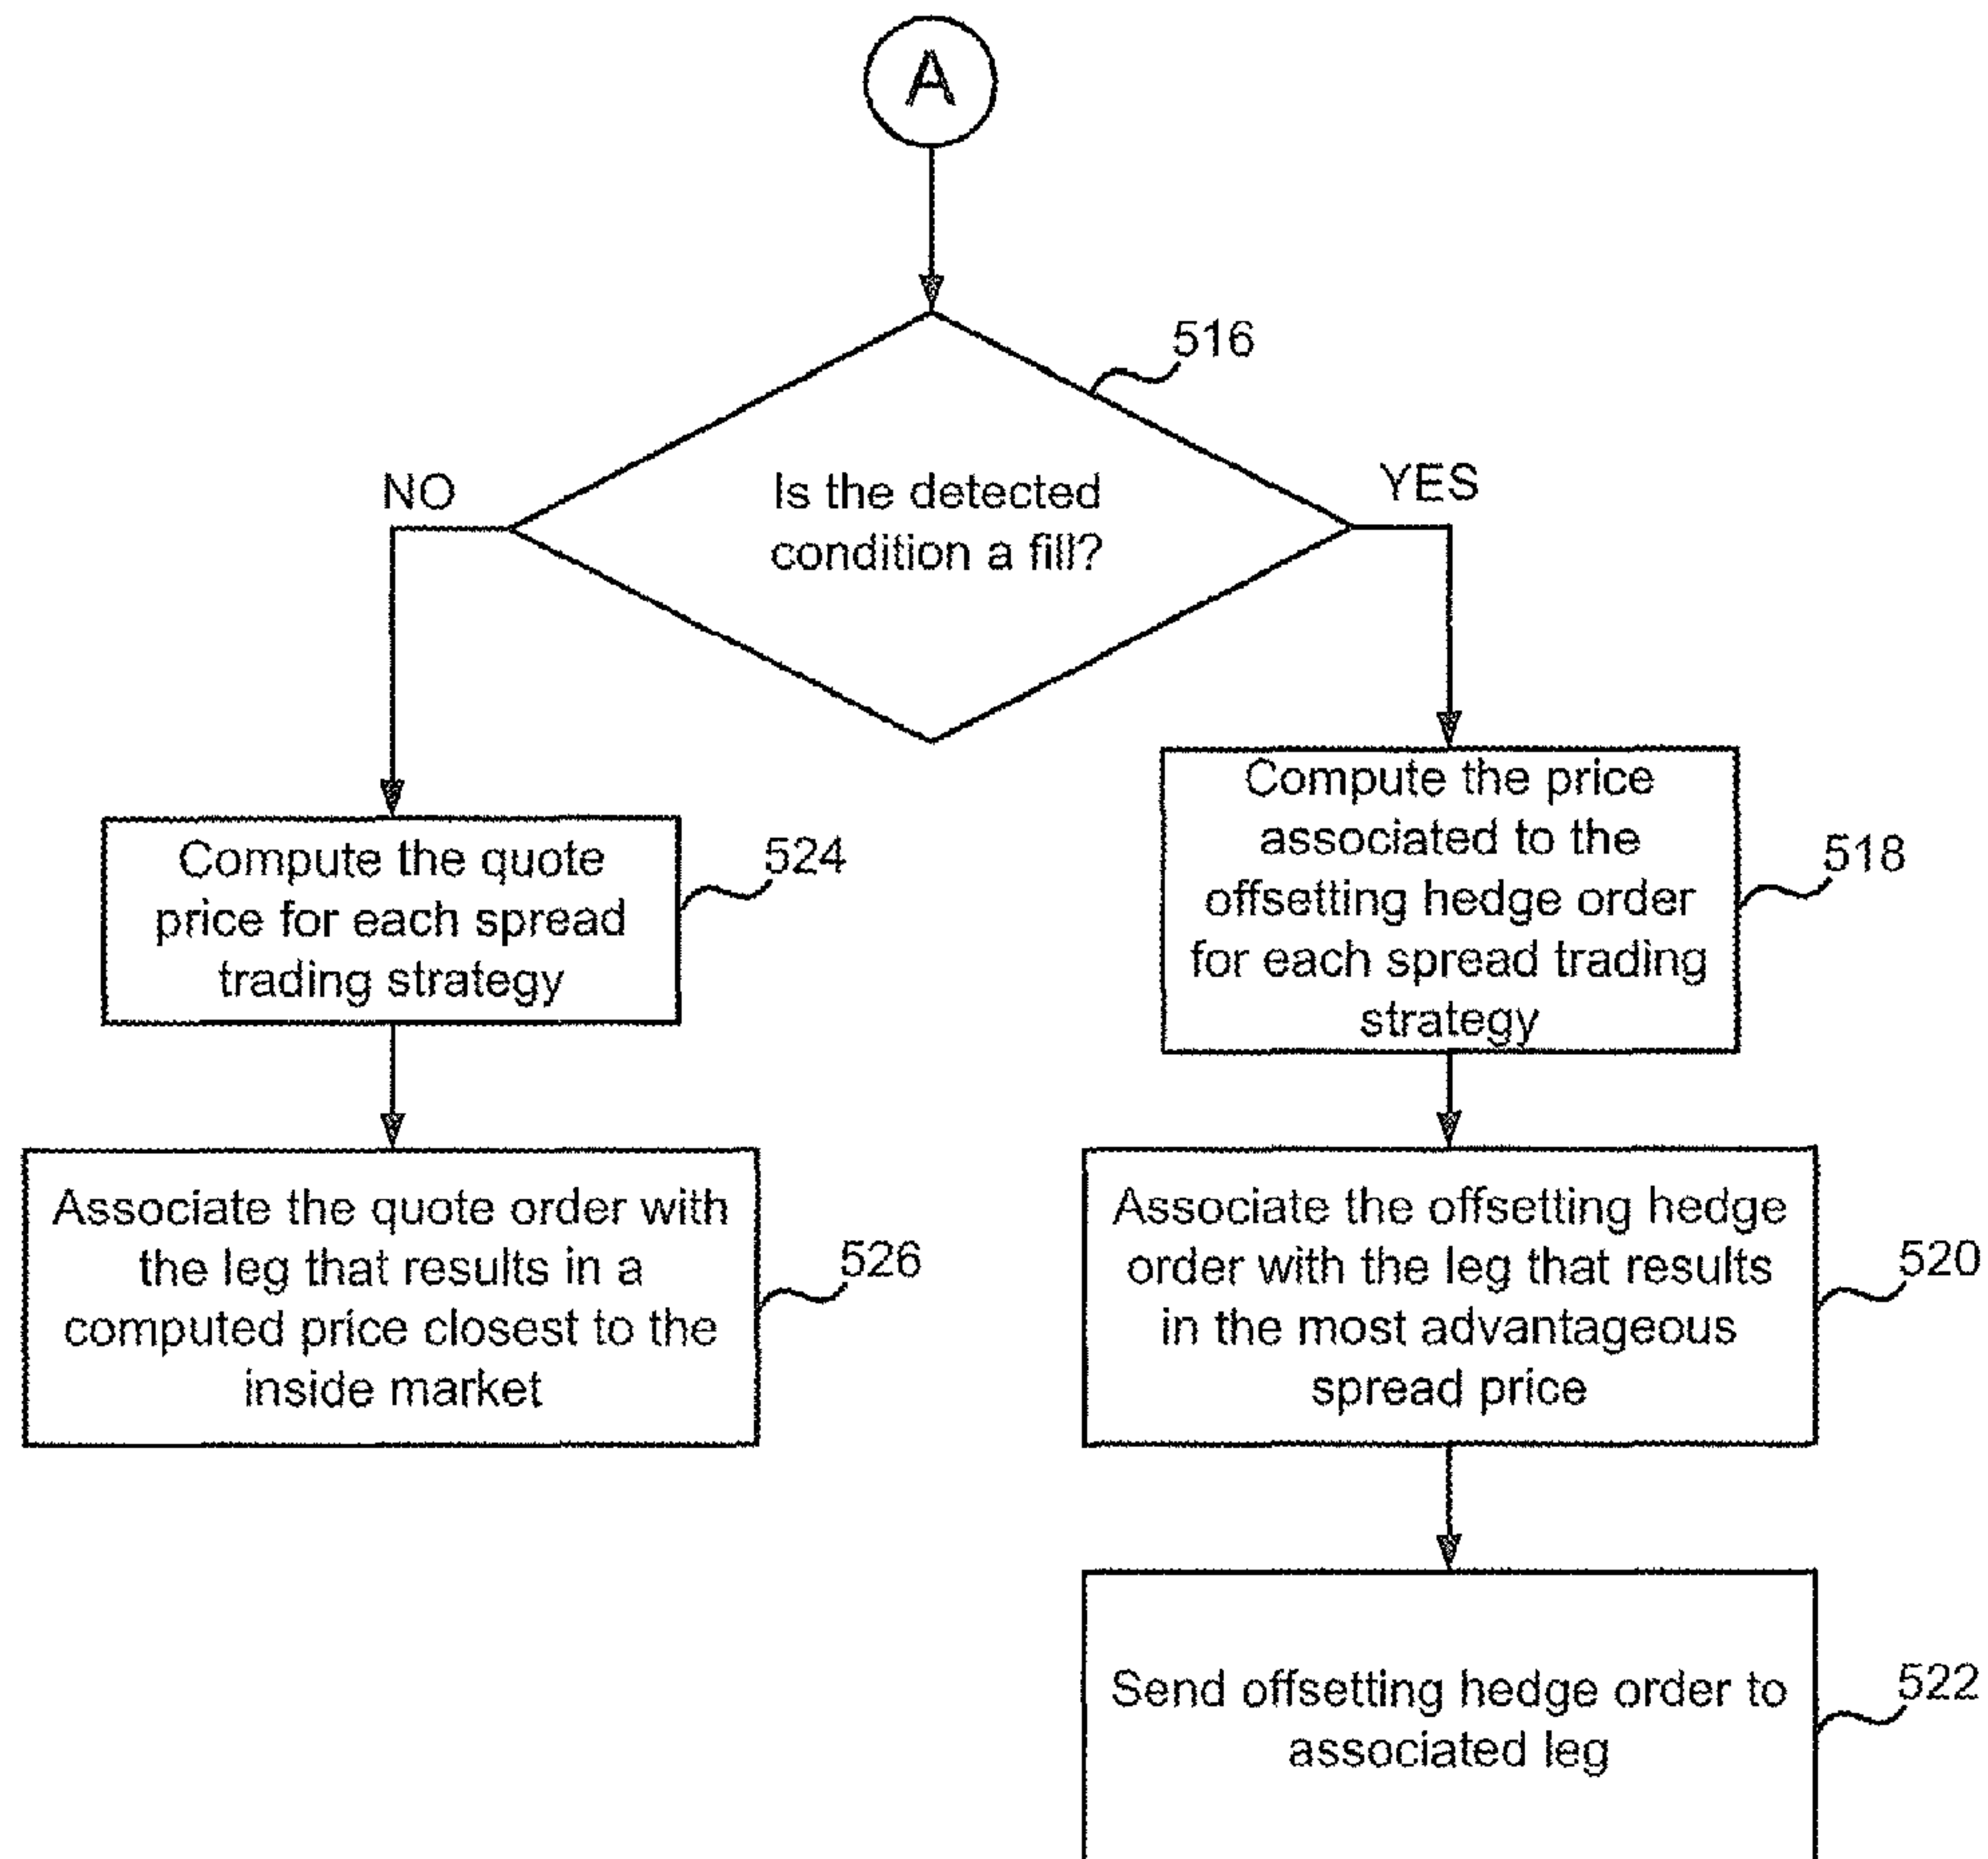 A
516
NO
Is the detected
condition a fill?
YES
Compute the quote
price for each spread
trading strategy
524
Compute the price
associated to the
offsetting hedge order
for each spread trading
strategy
518
Associate the quote order with
the leg that results in a
computed price closest to the
inside market
526
Associate the offsetting hedge
order with the leg that results
in the most advantageous
spread price
520
Send offsetting hedge order to
associated leg
522